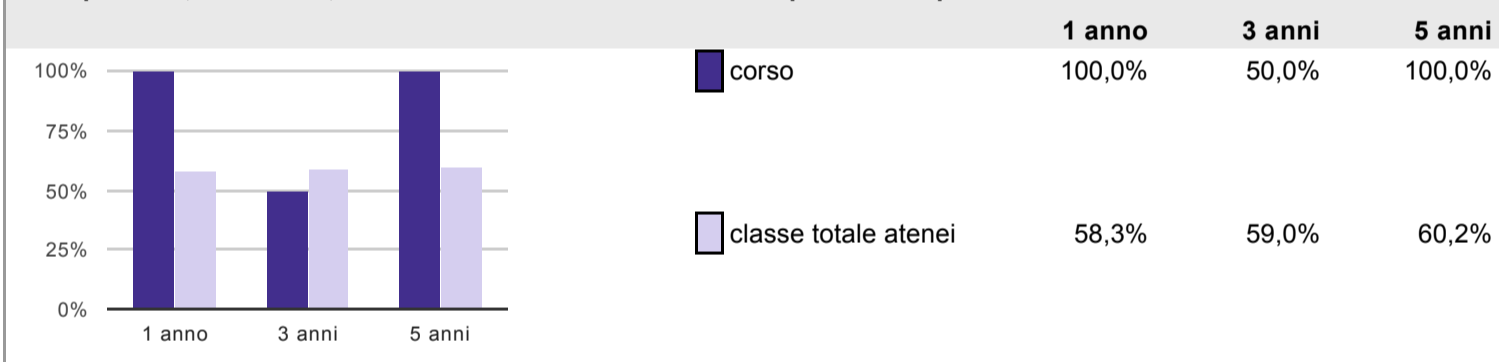 1 anno 3 anni 5 anni
100%
75%
50%
25%
0%
1 anno 3 anni 5 anni
corso 100,0% 50,0% 100,0%
classe totale atenei 58,3% 59,0% 60,2%